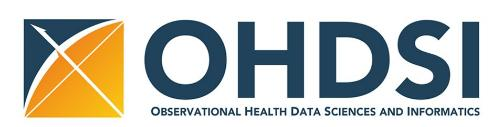 OHDSI
OBSERVATIONAL HEALTH DATA SCIENCES AND INFORMATICS